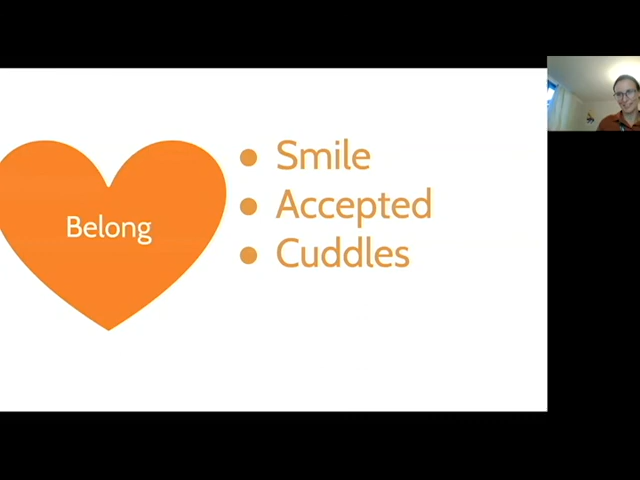 Belong
• Smile
• Accepted
• Cuddles